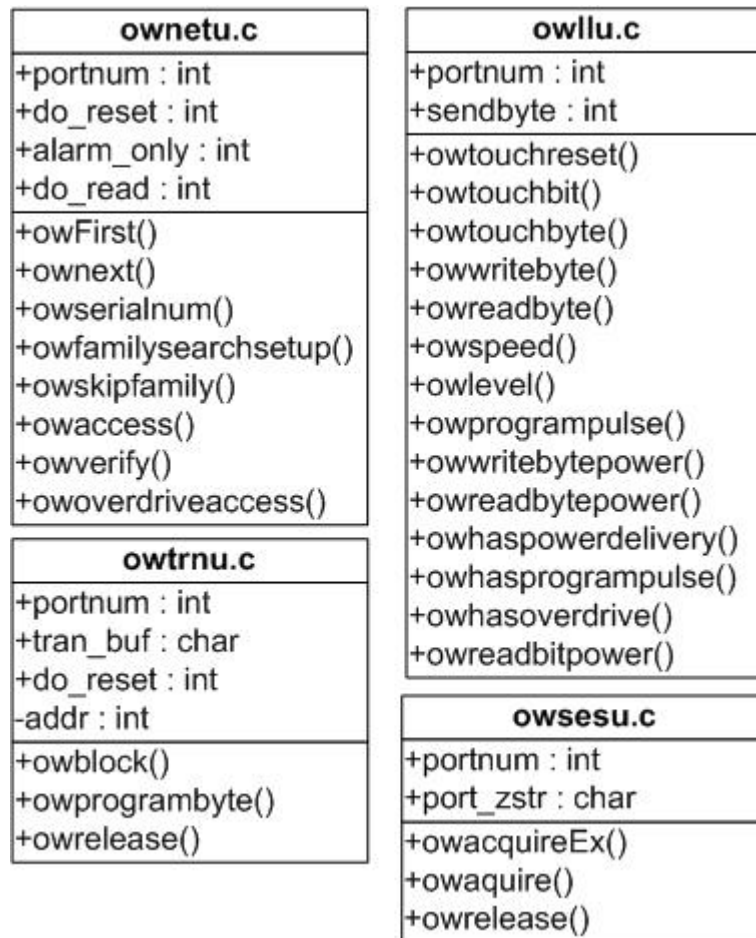 ownetu.c
+portnum : int
+do_reset : int
+alarm_only : int
+do_read : int
+owFirst()
+ownext()
+owserialnum()
+owfamilysearchsetup()
+owskipfamily()
+owaccess()
+owverify()
+owoverdriveaccess()
owtrnu.c
+portnum : int
+tran_buf : char
+do_reset : int
-addr : int
+owblock()
+owprogrambyte()
+owrelease()
owllu.c
+portnum : int
+sendbyte : int
+owtouchreset()
+owtouchbit()
+owtouchbyte()
+owwritebyte()
+owreadbyte()
+owspeed()
+owlevel()
+owprogrampulse()
+owwritebytepower()
+owreadbytepower()
+owhaspowerdelivery()
+owhasprogrampulse()
+owhasoverdrive()
+owreadbitpower()
owsesu.c
+portnum : int
+port_zstr : char
+owacquireEx()
+owaquire()
+owrelease()